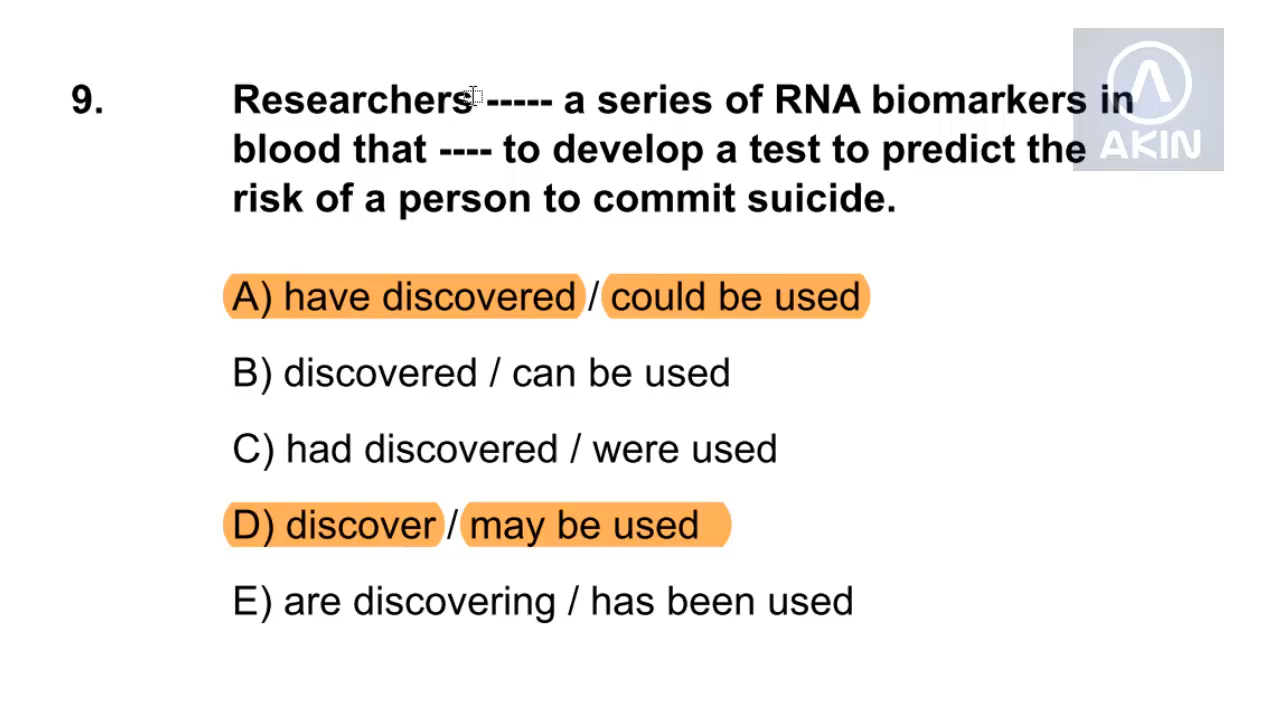 9. Researchers ----- a series of RNA biomarkers in
blood that ---- to develop a test to predict the
risk of a person to commit suicide.
A) have discovered / could be used
B) discovered / can be used
C) had discovered / were used
D) discover / may be used
E) are discovering / has been used
AKIN